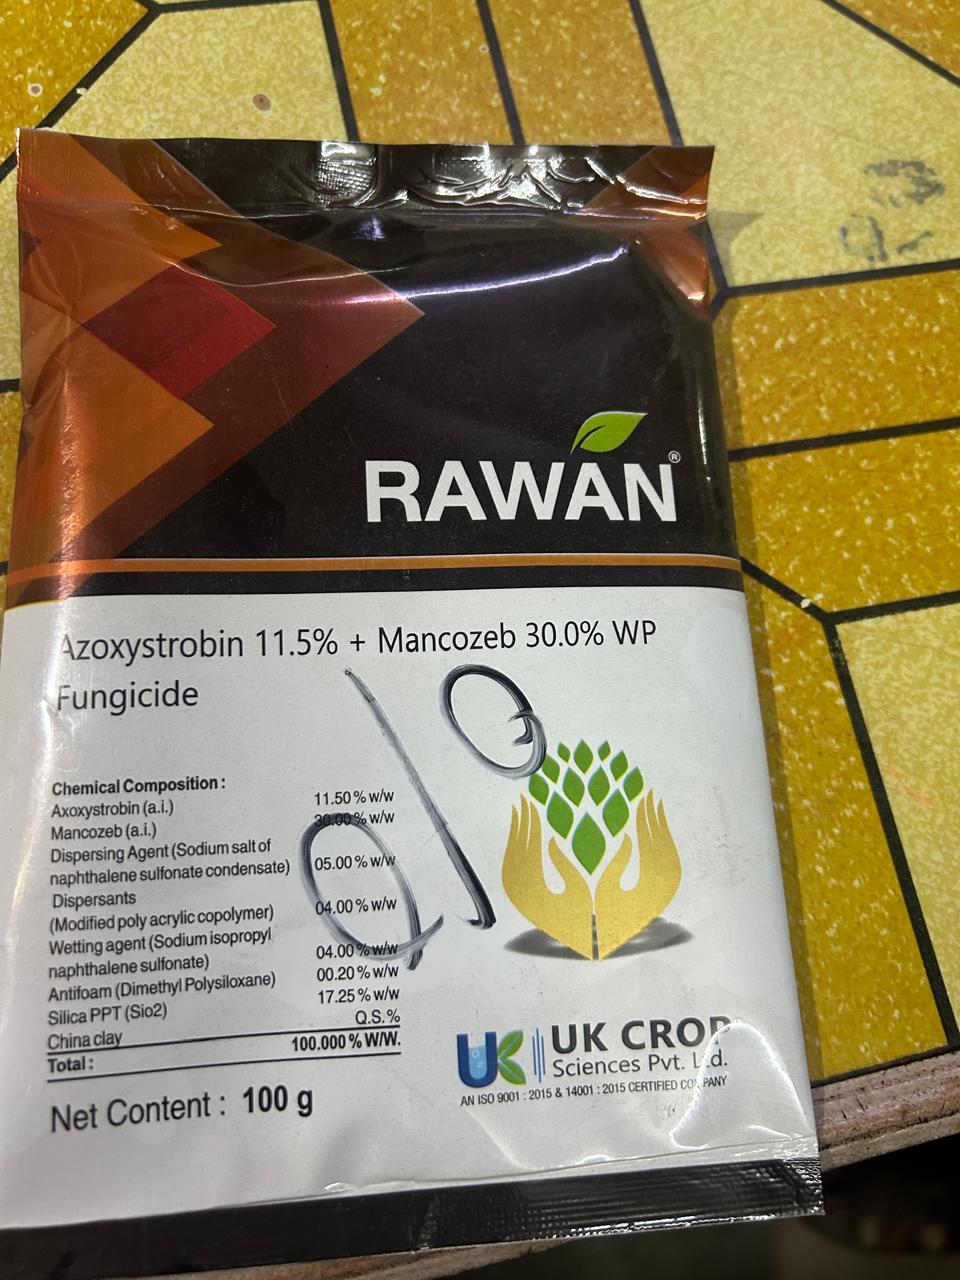 RAWAN®
Azoxystrobin 11.5% + Mancozeb 30.0% WP
Fungicide
Chemical Composition :
Axoxystrobin (a.i.) 11.50 % w/w
Mancozeb (a.i.) 30.00 % w/w
Dispersing Agent (Sodium salt of
naphthalene sulfonate condensate) 05.00 % w/w
Dispersants
(Modified poly acrylic copolymer) 04.00 % w/w
Wetting agent (Sodium isopropyl
naphthalene sulfonate) 04.00 % w/w
Antifoam (Dimethyl Polysiloxane) 00.20 % w/w
Silica PPT (Sio2) 17.25 % w/w
China clay Q.S.%
Total : 100.000 % W/W.
Net Content : 100 g
UK UK CROP
Sciences Pvt. Ltd.
AN ISO 9001 : 2015 & 14001 : 2015 CERTIFIED COMPANY